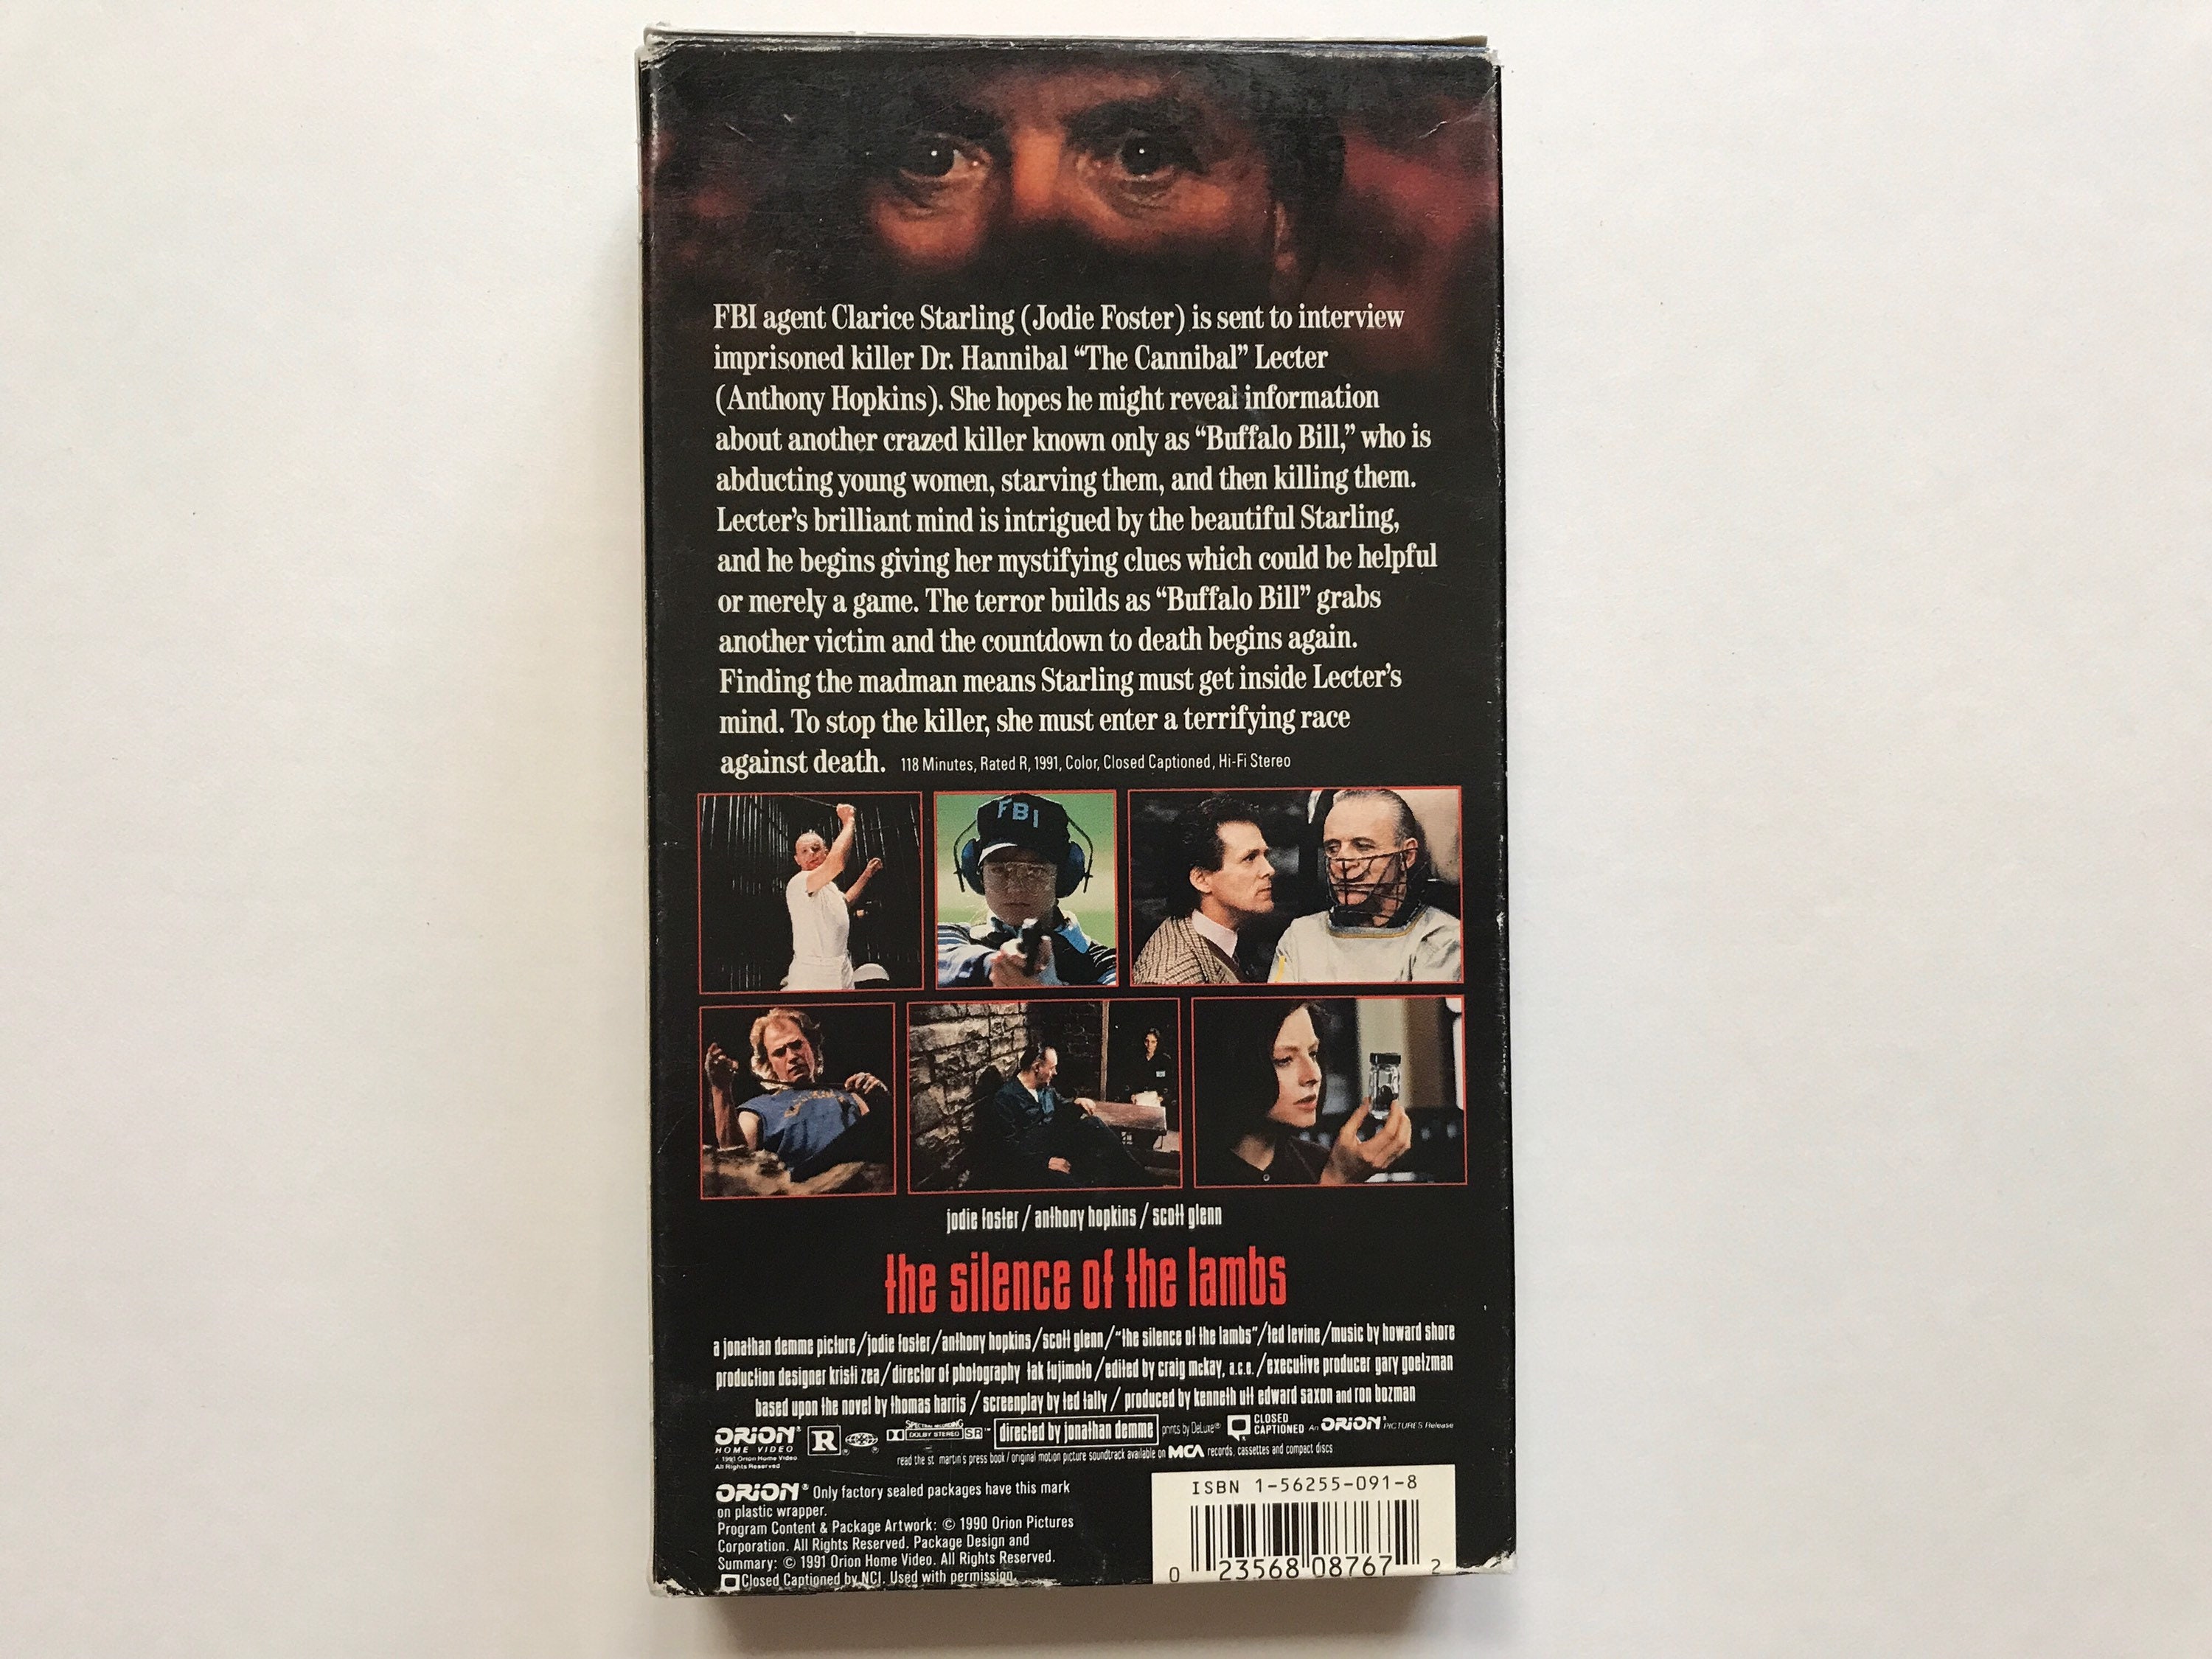 FBI agent Clarice Starling (Jodie Foster) is sent to interview
imprisoned killer Dr. Hannibal “The Cannibal” Lecter
(Anthony Hopkins). She hopes he might reveal information
about another crazed killer known only as “Buffalo Bill,” who is
abducting young women, starving them, and then killing them.
Lecter’s brilliant mind is intrigued by the beautiful Starling,
and he begins giving her mystifying clues which could be helpful
or merely a game. The terror builds as “Buffalo Bill” grabs
another victim and the countdown to death begins again.
Finding the madman means Starling must get inside Lecter’s
mind. To stop the killer, she must enter a terrifying race
against death. 118 Minutes, Rated R, 1991, Color, Closed Captioned, Hi-Fi Stereo
FBI
jodie foster / anthony hopkins / scott glenn
the silence of the lambs
a jonathan demme picture/jodie foster/anthony hopkins/scott glenn/"the silence of the lambs"/ted levine/music by howard shore
production designer kristi zea/director of photography tak fujimoto/edited by craig mckay, a.c.e./executive producer gary goetzman
based upon the novel by thomas harris / screenplay by ted tally / produced by kenneth utt edward saxon and ron bozman
ORION®
HOME VIDEO
© 1991 Orion Home Video
All Rights Reserved
R
SPECTRAL RECORDING
DOLBY STEREO SR™
directed by jonathan demme
prints by DeLuxe®
CLOSED
CAPTIONED
An ORION® PICTURES Release
read the st. martin's press book / original motion picture soundtrack available on MCA records, cassettes and compact discs
ORION® Only factory sealed packages have this mark
on plastic wrapper.
Program Content & Package Artwork: © 1990 Orion Pictures
Corporation. All Rights Reserved. Package Design and
Summary: © 1991 Orion Home Video. All Rights Reserved.
Closed Captioned by NCI. Used with permission.
ISBN 1-56255-091-8
0 23568 08767 2